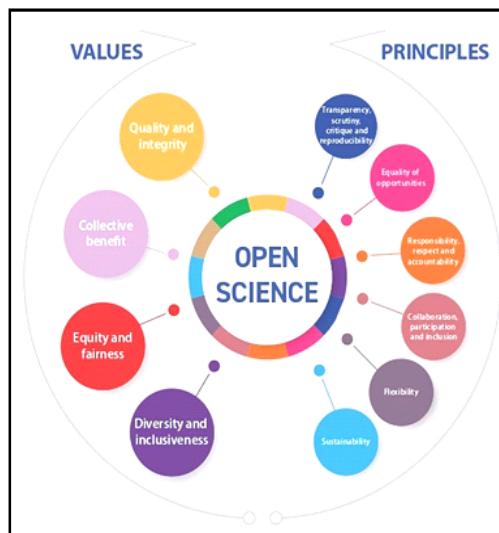 VALUES
PRINCIPLES
Quality and
integrity
Collective
benefit
Equity and
fairness
Diversity and
inclusiveness
OPEN
SCIENCE
Transparency,
scrutiny,
critique and
reproducibility
Equality of
opportunities
Responsibility,
respect and
accountability
Collaboration,
participation
and inclusion
Flexibility
Sustainability